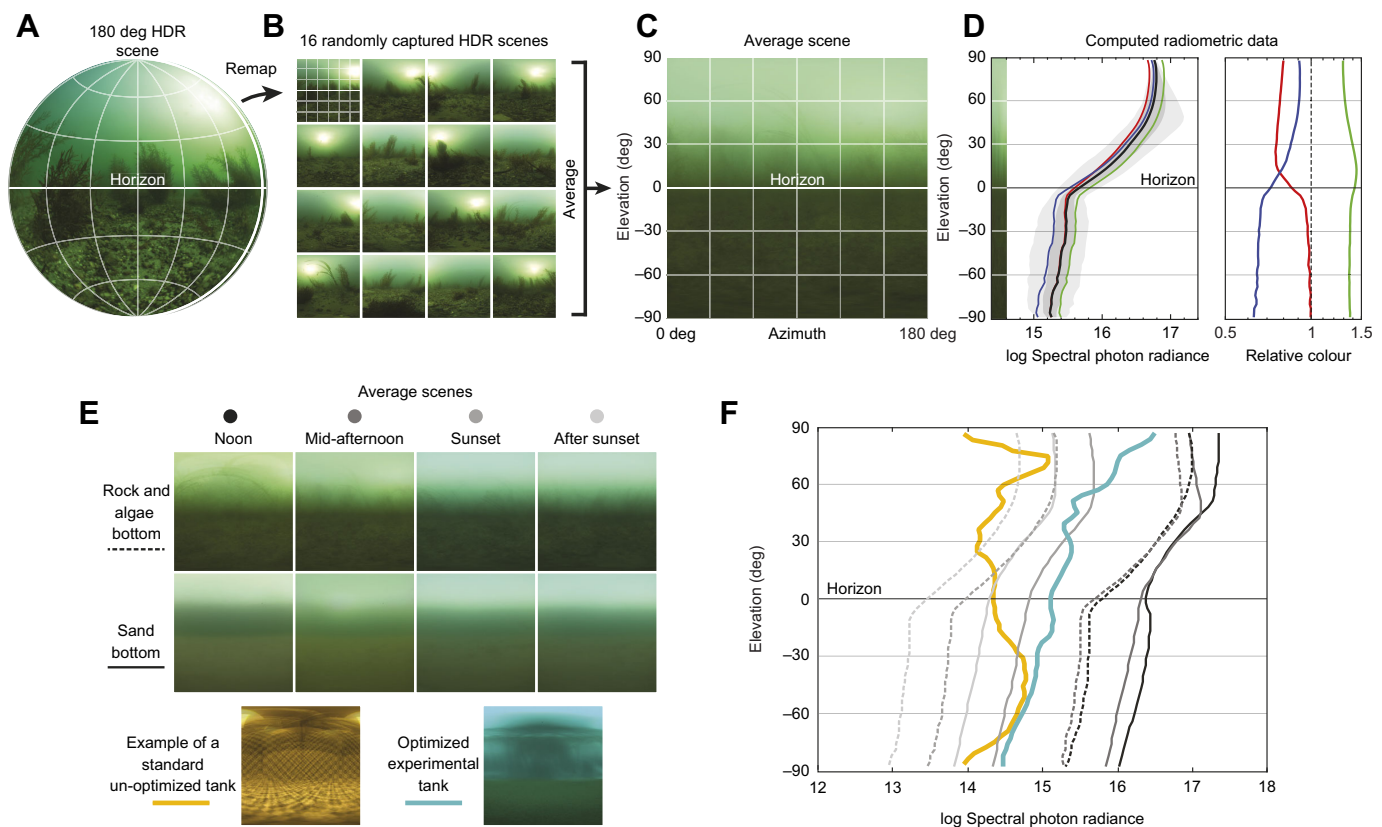 A
180 deg HDR
scene
Remap
Horizon
B
16 randomly captured HDR scenes
Average
C
Average scene
Elevation (deg)
90
60
30
0
–30
–60
–90
Horizon
0 deg
Azimuth
180 deg
D
Computed radiometric data
Elevation (deg)
90
60
30
0
–30
–60
–90
Horizon
15
16
17
log Spectral photon radiance
0.5
1
1.5
Relative colour
E
Average scenes
Noon
Mid-afternoon
Sunset
After sunset
Rock and
algae
bottom
Sand
bottom
Example of a
standard
un-optimized tank
Optimized
experimental
tank
F
Elevation (deg)
90
60
30
0
–30
–60
–90
Horizon
12
13
14
15
16
17
18
log Spectral photon radiance